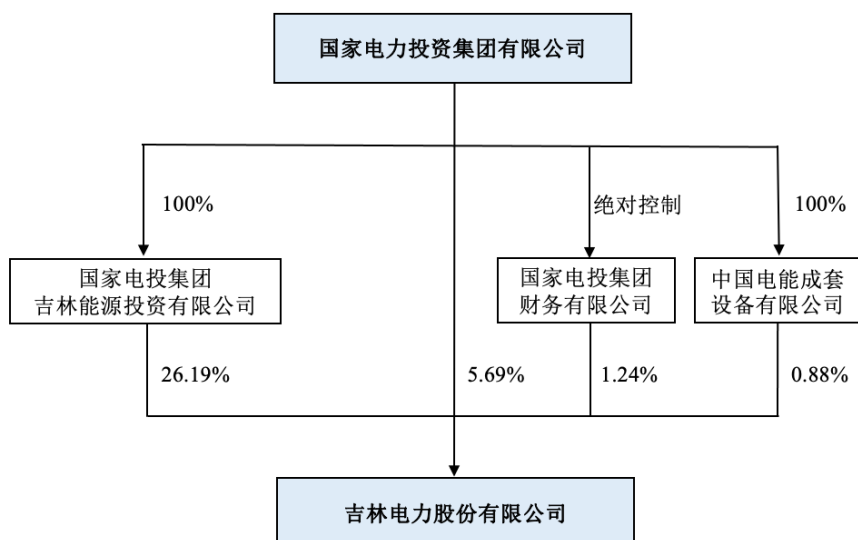 国家电力投资集团有限公司
100%
绝对控制
100%
国家电投集团
吉林能源投资有限公司
国家电投集团
财务有限公司
中国电能成套
设备有限公司
26.19%
5.69%
1.24%
0.88%
吉林电力股份有限公司